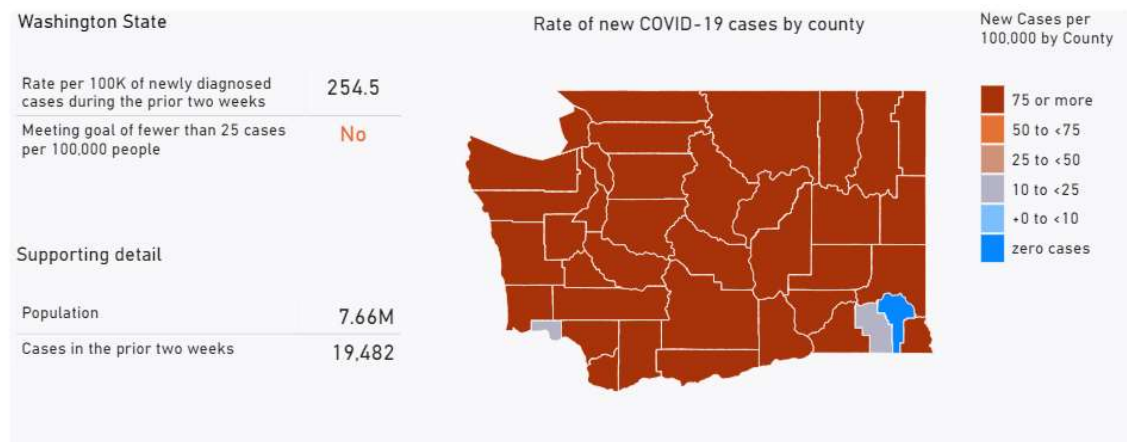 Washington State
Rate per 100K of newly diagnosed
cases during the prior two weeks
254.5
Meeting goal of fewer than 25 cases
per 100,000 people
No
Supporting detail
Population
7.66M
Cases in the prior two weeks
19,482
Rate of new COVID-19 cases by county
New Cases per
100,000 by County
75 or more
50 to <75
25 to <50
10 to <25
+0 to <10
zero cases